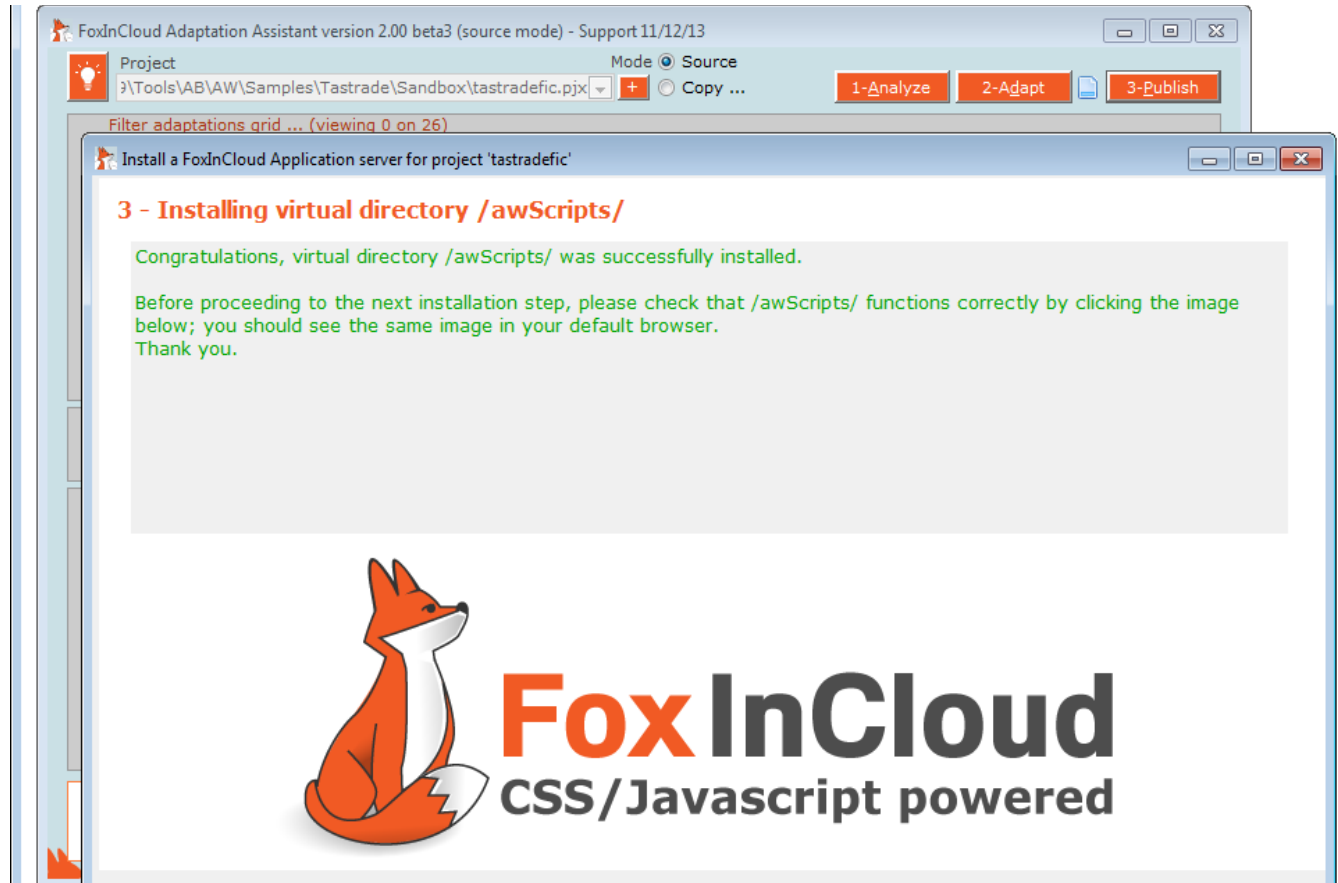 FoxInCloud Adaptation Assistant version 2.00 beta3 (source mode) - Support 11/12/13
Project
Mode Source
\Tools\AB\AW\Samples\Tastrade\Sandbox\tastradefic.pjx + Copy ...
1-Analyze 2-Adapt 3-Publish
Filter adaptations grid ... (viewing 0 on 26)
Install a FoxInCloud Application server for project 'tastradefic'
3 - Installing virtual directory /awScripts/
Congratulations, virtual directory /awScripts/ was successfully installed.
Before proceeding to the next installation step, please check that /awScripts/ functions correctly by clicking the image
below; you should see the same image in your default browser.
Thank you.
FoxInCloud
CSS/Javascript powered